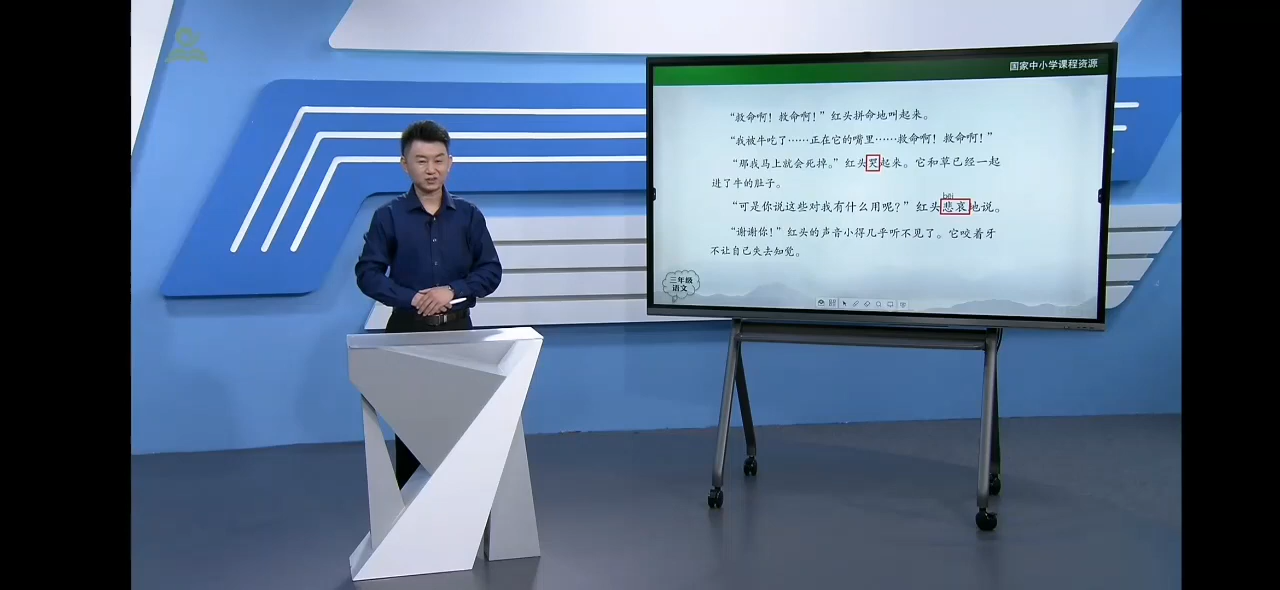 国家中小学课程资源
“救命啊！救命啊！”红头拼命地叫起来。
“我被牛吃了……正在它的嘴里……救命啊！救命啊！”
“那我马上就会死掉。”红头哭起来。它和草已经一起
进了牛的肚子。
bēi
“可是你说这些对我有什么用呢？”红头悲哀地说。
“谢谢你！”红头的声音小得几乎听不见了。它咬着牙
不让自己失去知觉。
三年级
语文